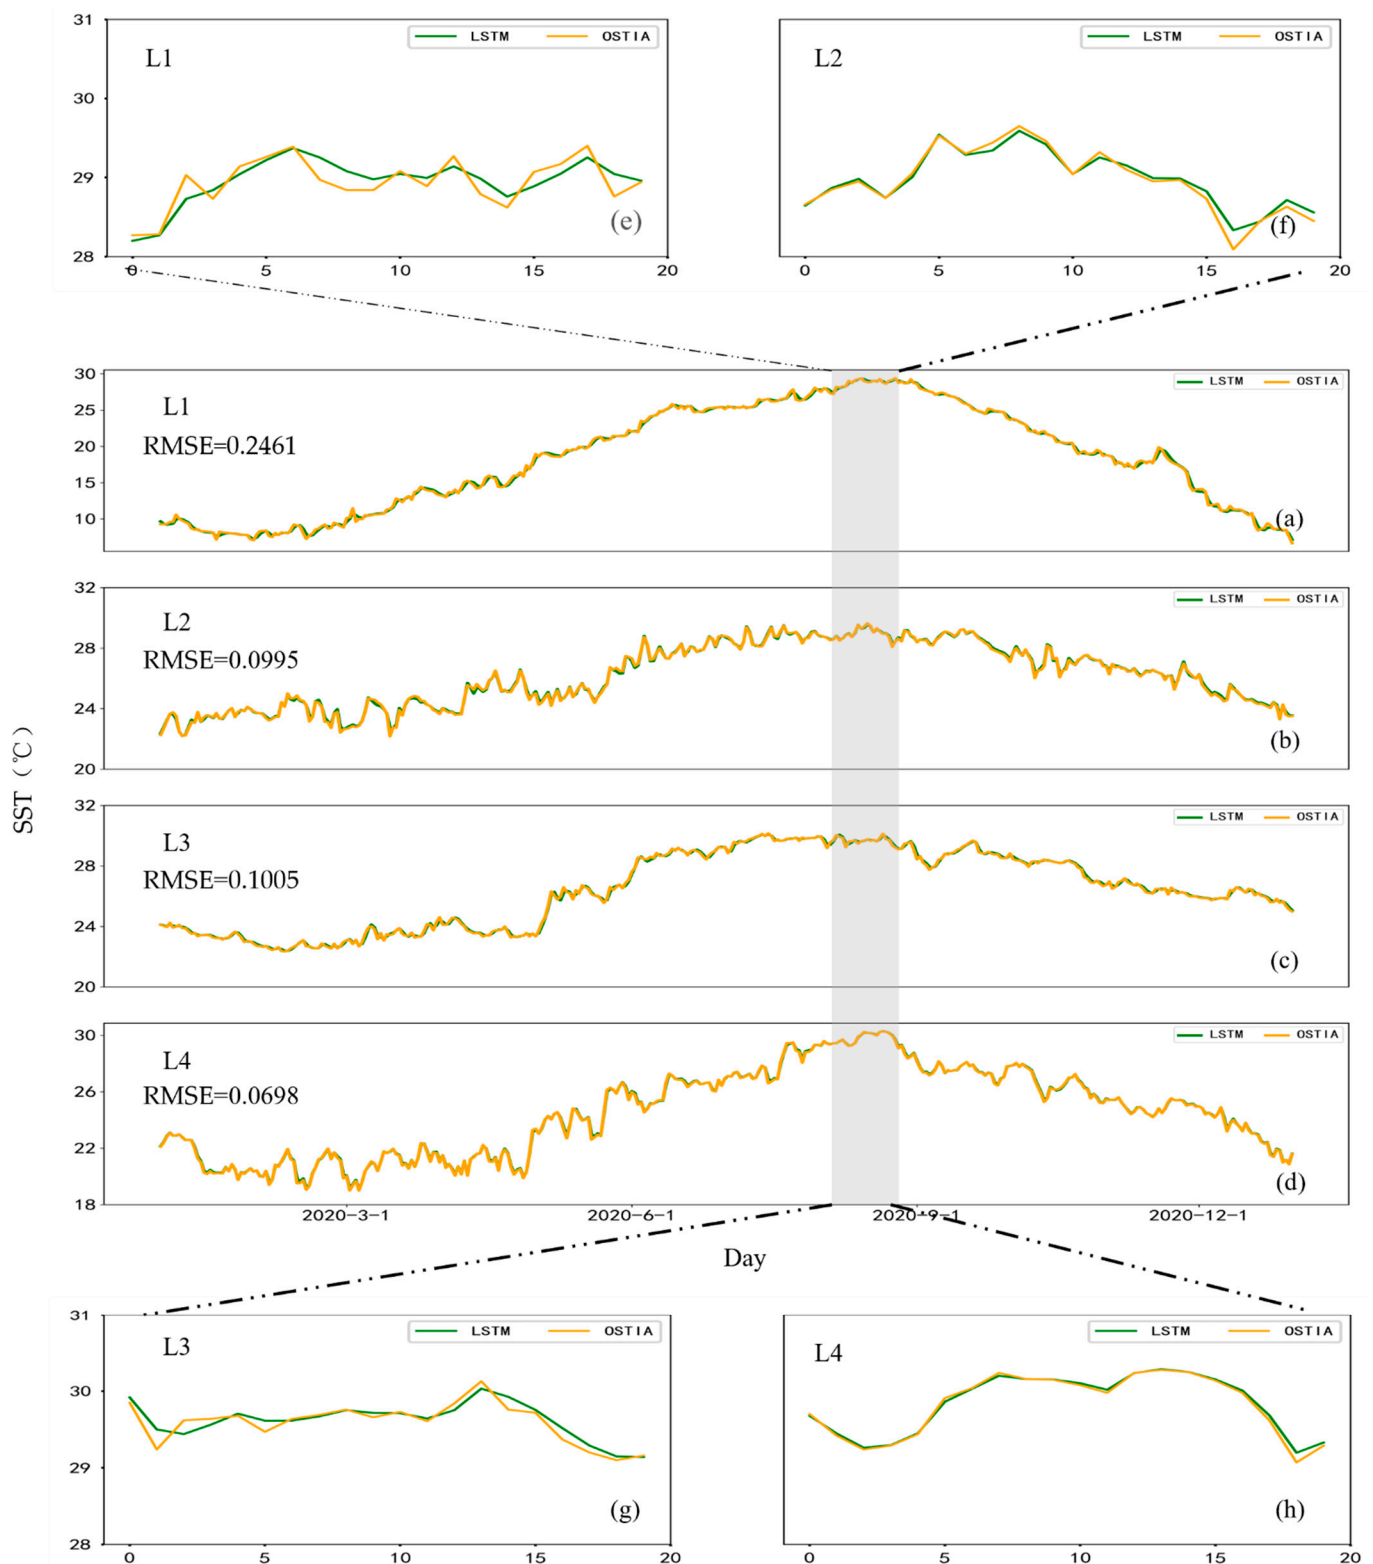 31
30
29
28
L1
LSTM OSTIA
(e)
0 5 10 15 20
L2
LSTM OSTIA
(f)
0 5 10 15 20
30
25
20
15
10
L1
RMSE=0.2461
LSTM OSTIA
(a)
32
28
24
20
L2
RMSE=0.0995
LSTM OSTIA
(b)
SST (℃)
32
28
24
20
L3
RMSE=0.1005
LSTM OSTIA
(c)
30
26
22
18
L4
RMSE=0.0698
LSTM OSTIA
(d)
2020-3-1 2020-6-1 2020-9-1 2020-12-1
Day
31
30
29
28
L3
LSTM OSTIA
(g)
0 5 10 15 20
L4
LSTM OSTIA
(h)
0 5 10 15 20